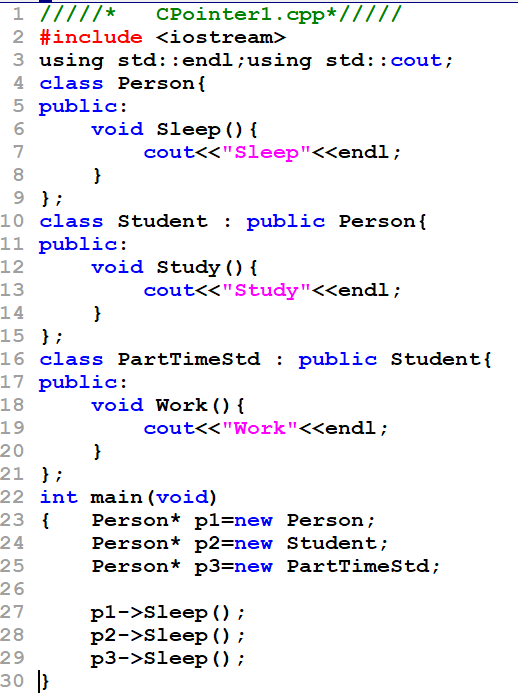 1 /////*   CPointer1.cpp*/////
2 #include <iostream>
3 using std::endl;using std::cout;
4 class Person{
5 public:
6     void Sleep(){
7         cout<<"Sleep"<<endl;
8     }
9 };
10 class Student : public Person{
11 public:
12     void Study(){
13         cout<<"Study"<<endl;
14     }
15 };
16 class PartTimeStd : public Student{
17 public:
18     void Work(){
19         cout<<"Work"<<endl;
20     }
21 };
22 int main(void)
23 {   Person* p1=new Person;
24     Person* p2=new Student;
25     Person* p3=new PartTimeStd;
26
27     p1->Sleep();
28     p2->Sleep();
29     p3->Sleep();
30 }